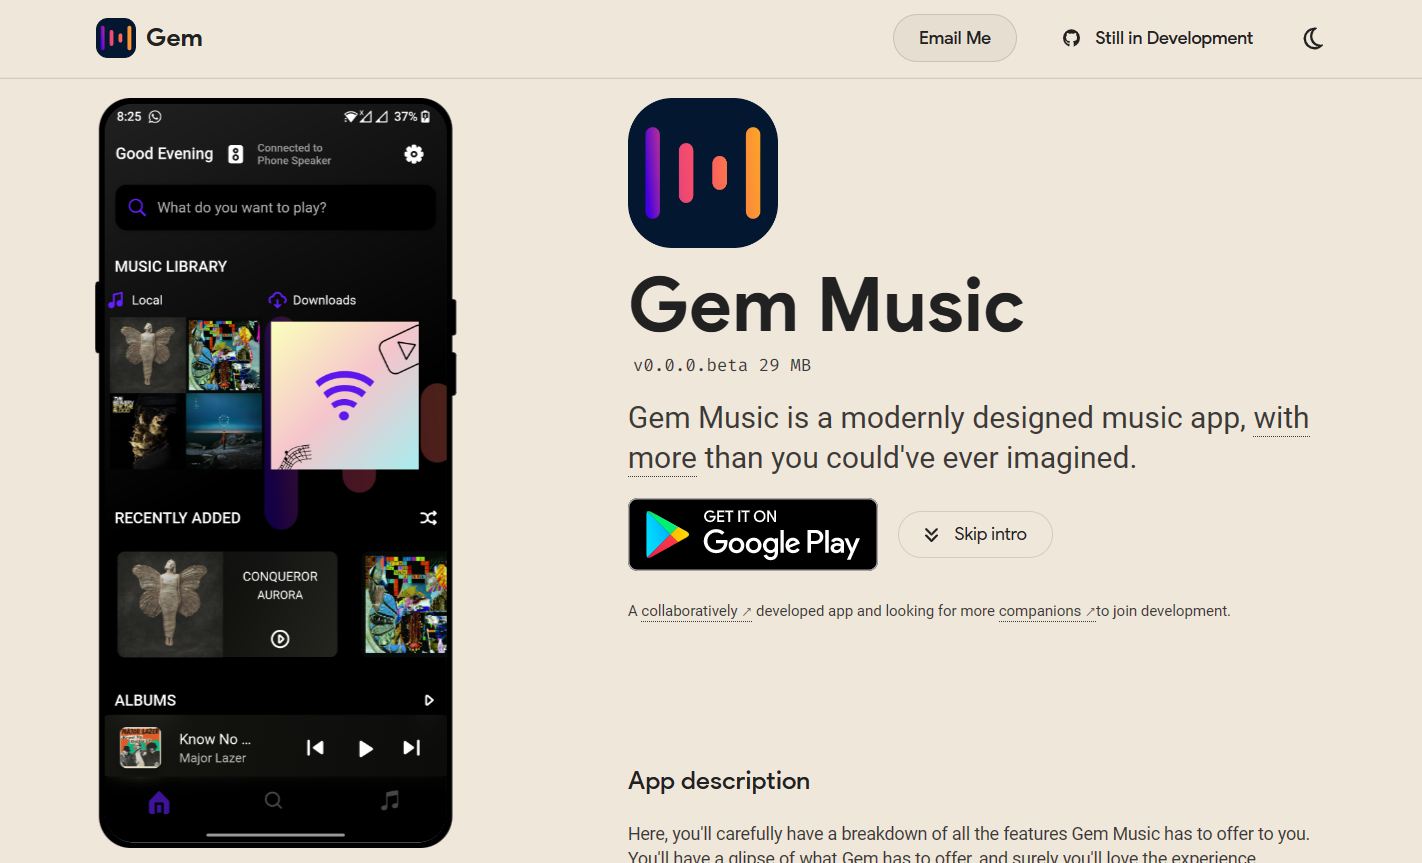 Gem
Email Me
Still in Development
8:25
37%
Good Evening
Connected to
Phone Speaker
What do you want to play?
MUSIC LIBRARY
Local
Downloads
RECENTLY ADDED
CONQUEROR
AURORA
ALBUMS
MAJOR LAZER
Know No ...
Major Lazer
Gem Music
v0.0.0.beta 29 MB
Gem Music is a modernly designed music app, with
more than you could've ever imagined.
GET IT ON
Google Play
Skip intro
A collaboratively ↗ developed app and looking for more companions ↗to join development.
App description
Here, you'll carefully have a breakdown of all the features Gem Music has to offer to you.
You'll have a glipse of what Gem has to offer, and surely you'll love the experience